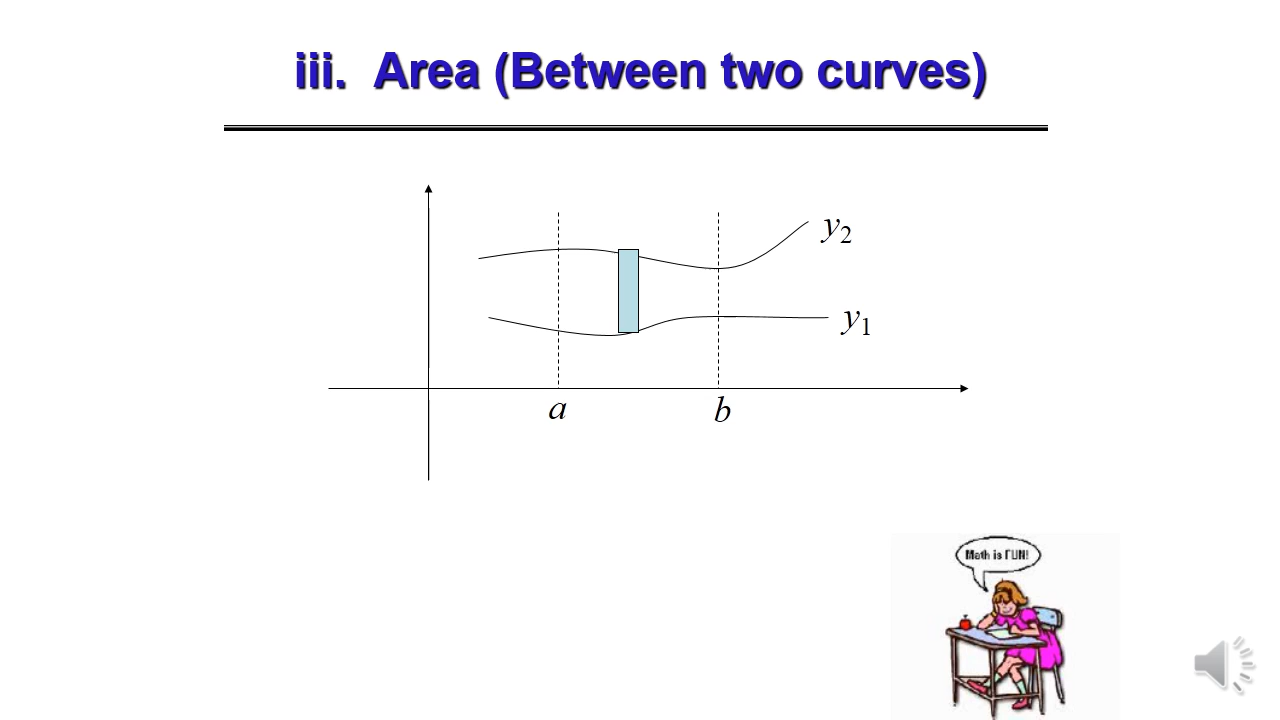 iii. Area (Between two curves)
y₂
y₁
a
b
Math is FUN!